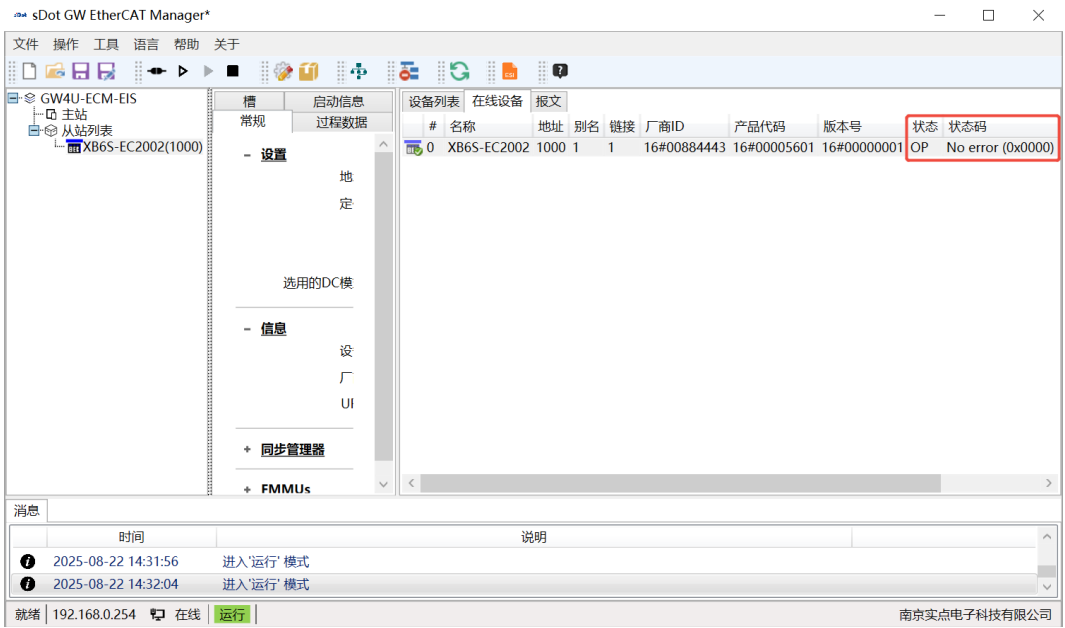 sDot GW EtherCAT Manager*
文件 操作 工具 语言 帮助 关于
GW4U-ECM-EIS
主站
从站列表
XB6S-EC2002(1000)
槽 启动信息
常规 过程数据
设置
地
定
选用的DC模
信息
设
厂
同步管理器
FMMUs
设备列表 在线设备 报文
# 名称 地址 别名 链接 厂商ID 产品代码 版本号 状态 状态码
0 XB6S-EC2002 1000 1 1 16#00884443 16#00005601 16#00000001 OP No error (0x0000)
消息
时间 说明
2025-08-22 14:31:56 进入'运行' 模式
2025-08-22 14:32:04 进入'运行' 模式
就绪 192.168.0.254 在线 运行 南京实点电子科技有限公司